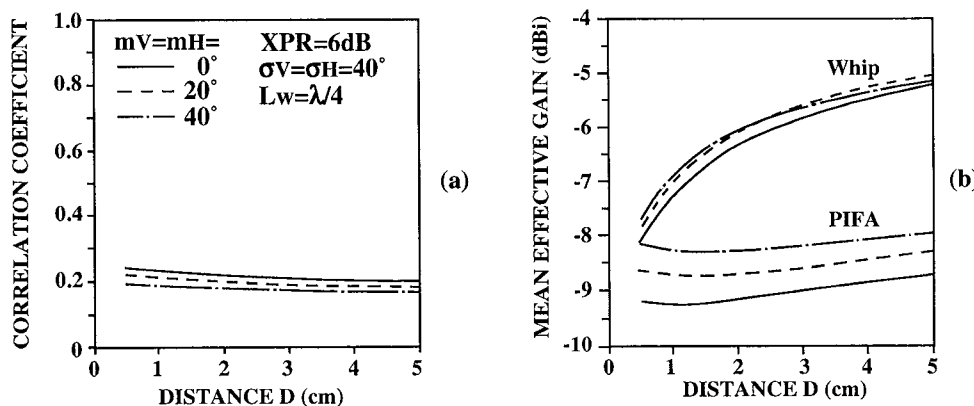 CORRELATION COEFFICIENT
1.0
0.8
0.6
0.4
0.2
0
mV=mH=
0°
20°
40°
XPR=6dB
σV=σH=40°
Lw=λ/4
0 1 2 3 4 5
DISTANCE D (cm)
(a)
MEAN EFFECTIVE GAIN (dBi)
-4
-5
-6
-7
-8
-9
-10
Whip
PIFA
0 1 2 3 4 5
DISTANCE D (cm)
(b)